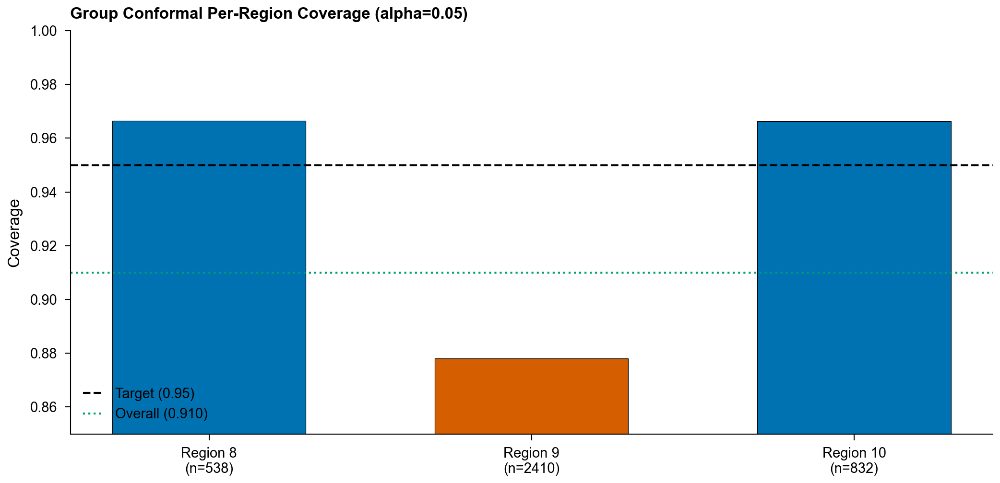 Group Conformal Per-Region Coverage (alpha=0.05)
1.00
0.98
0.96
0.94
0.92
0.90
0.88
0.86
Coverage
Target (0.95)
Overall (0.910)
Region 8
(n=538)
Region 9
(n=2410)
Region 10
(n=832)